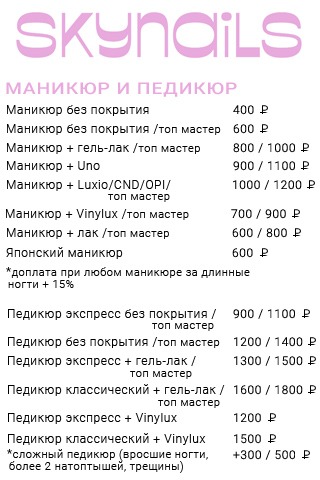 SKYNAILS
МАНИКЮР И ПЕДИКЮР
Маникюр без покрытия 400 ₽
Маникюр без покрытия /топ мастер 600 ₽
Маникюр + гель-лак /топ мастер 800 / 1000 ₽
Маникюр + Uno 900 / 1100 ₽
Маникюр + Luxio/CND/OPI/ 1000 / 1200 ₽
топ мастер
Маникюр + Vinylux /топ мастер 700 / 900 ₽
Маникюр + лак /топ мастер 600 / 800 ₽
Японский маникюр 600 ₽
*доплата при любом маникюре за длинные
ногти + 15%
Педикюр экспресс без покрытия / 900 / 1100 ₽
топ мастер
Педикюр без покрытия /топ мастер 1200 / 1400 ₽
Педикюр экспресс + гель-лак / 1300 / 1500 ₽
топ мастер
Педикюр классический + гель-лак / 1600 / 1800 ₽
топ мастер
Педикюр экспресс + Vinylux 1200 ₽
Педикюр классический + Vinylux 1500 ₽
*сложный педикюр (вросшие ногти, +300 / 500 ₽
более 2 натоптышей, трещины)